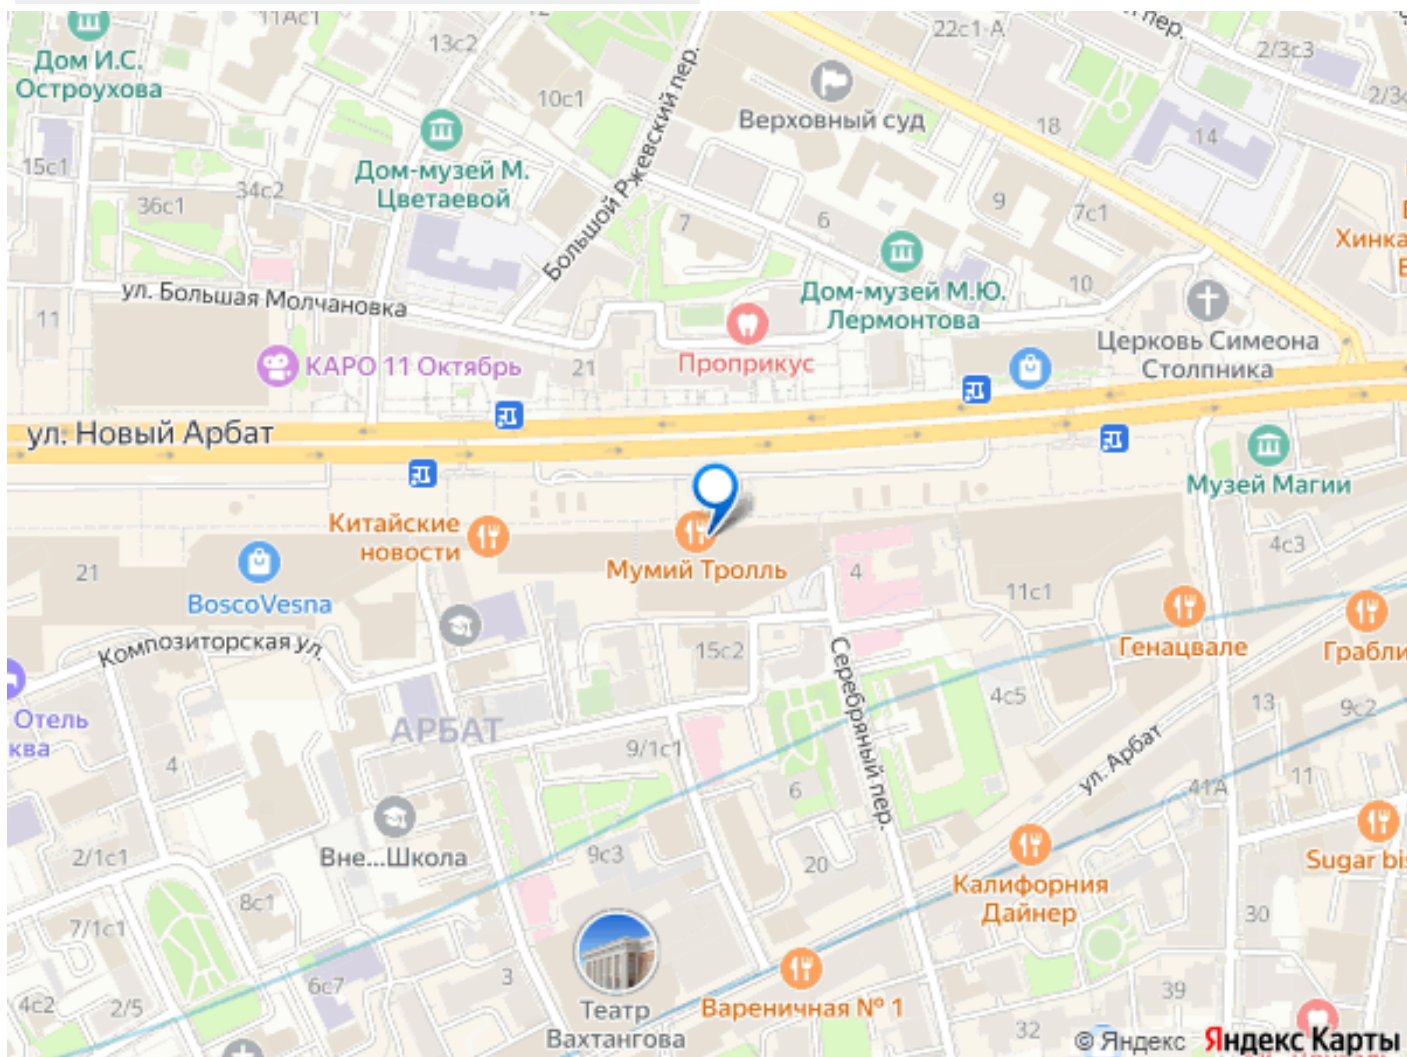 11Ас1
13с2
22с1-А
пер.
2/3с3
Дом И.С.
Остроухова
10с1
Верховный суд
18
14
2/3с
15с1
Дом-музей М.
Цветаевой
34с2
36с1
Большой Ржевский пер.
7
6
9
7с1
Хинка
ул. Большая Молчановка
Дом-музей М.Ю.
Лермонтова
10
11
Проприкус
Церковь Симеона
Столпника
КАРО 11 Октябрь
21
ул. Новый Арбат
Музей Магии
Китайские
новости
Мумий Тролль
4
4с3
21
BoscoVesna
11с1
Генацвале
Грабли
Композиторская ул.
15с2
Серебряный пер.
Отель
ква
АРБАТ
4с5
13
9с2
9/1с1
4
ул. Арбат
6
41А
11
2/1с1
Вне...Школа
9с3
20
Калифорния
Дайнер
Sugar bis
8с1
7/1с1
30
6с7
3
4с2
2/5
Театр
Вахтангова
Вареничная № 1
39
32
© Яндекс Яндекс Карты